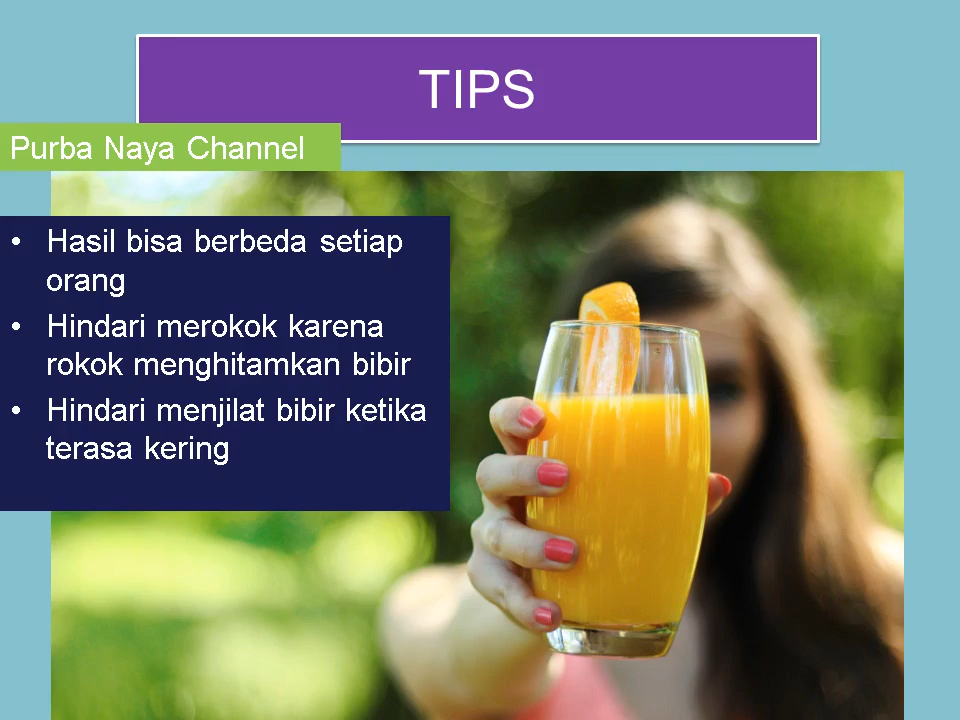 TIPS
Purba Naya Channel
• Hasil bisa berbeda setiap
orang
• Hindari merokok karena
rokok menghitamkan bibir
• Hindari menjilat bibir ketika
terasa kering